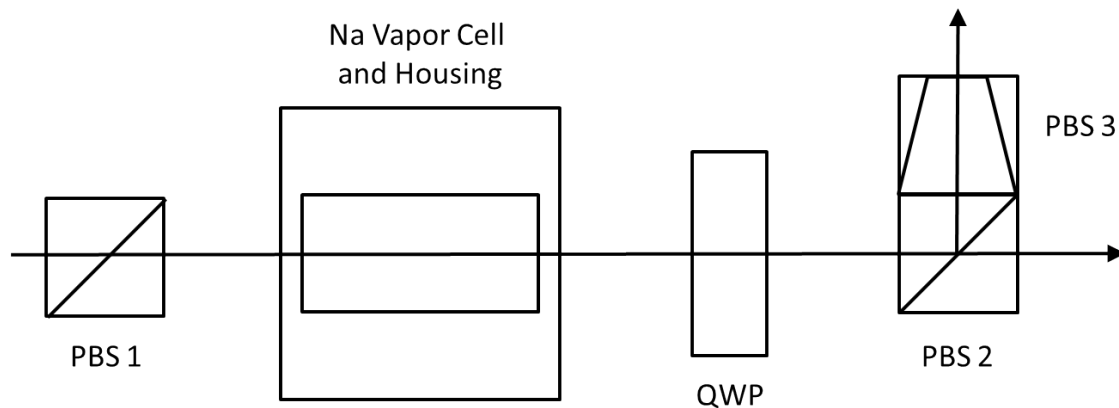 Na Vapor Cell
and Housing
PBS 3
PBS 1
QWP
PBS 2